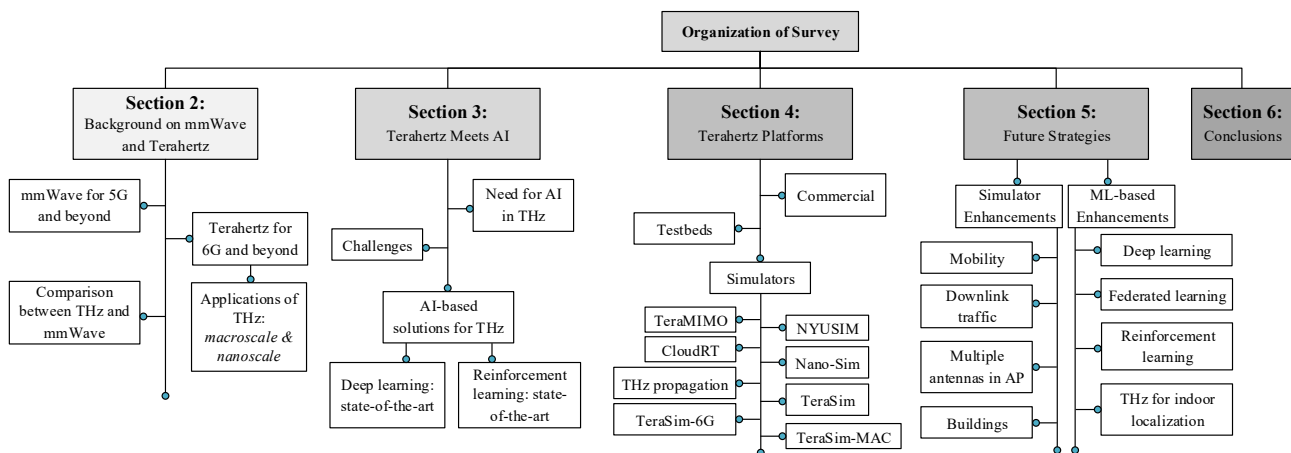 Organization of Survey
Section 2:
Background on mmWave
and Terahertz
mmWave for 5G
and beyond
Terahertz for
6G and beyond
Comparison
between THz and
mmWave
Applications of
THz:
macroscale &
nanoscale
Section 3:
Terahertz Meets AI
Need for AI
in THz
Challenges
AI-based
solutions for THz
Deep learning:
state-of-the-art
Reinforcement
learning: state-
of-the-art
Section 4:
Terahertz Platforms
Commercial
Testbeds
Simulators
TeraMIMO
NYUSIM
CloudRT
Nano-Sim
THz propagation
TeraSim
TeraSim-6G
TeraSim-MAC
Section 5:
Future Strategies
Simulator
Enhancements
Mobility
Downlink
traffic
Multiple
antennas in AP
Buildings
ML-based
Enhancements
Deep learning
Federated learning
Reinforcement
learning
THz for indoor
localization
Section 6:
Conclusions